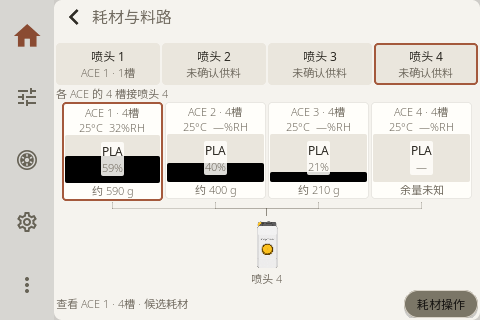 耗材与料路
喷头 1
ACE 1 · 1槽
喷头 2
未确认供料
喷头 3
未确认供料
喷头 4
未确认供料
各 ACE 的 4 槽接喷头 4
ACE 1 · 4槽
25°C 32%RH
PLA
59%
约 590 g
ACE 2 · 4槽
25°C —%RH
PLA
40%
约 400 g
ACE 3 · 4槽
25°C —%RH
PLA
21%
约 210 g
ACE 4 · 4槽
25°C —%RH
PLA
—
余量未知
喷头 4
查看 ACE 1 · 4槽 · 候选耗材
耗材操作